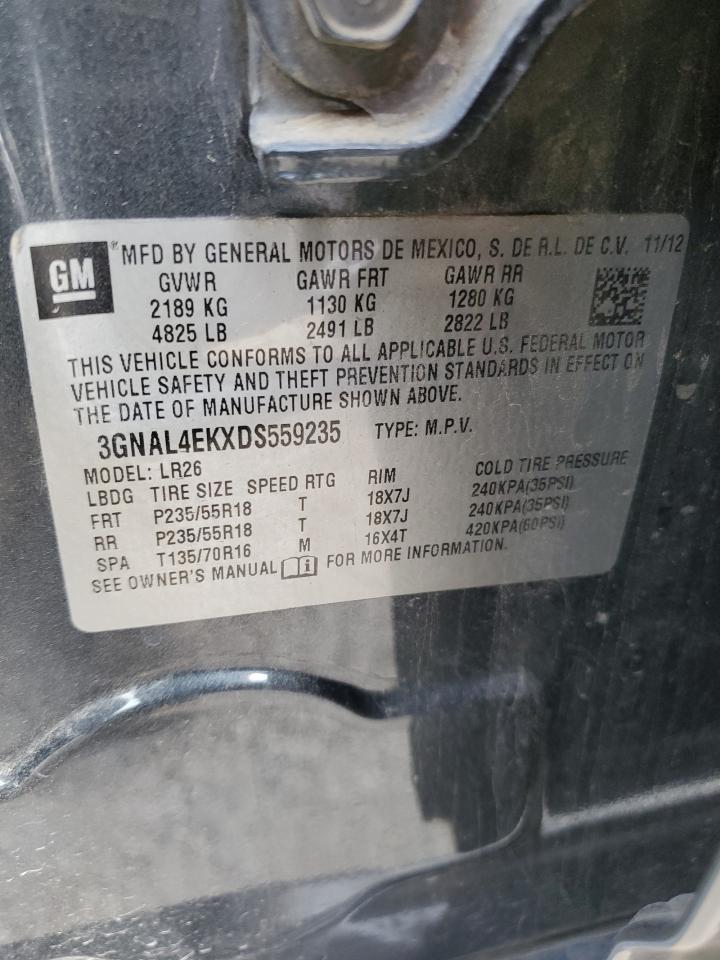 GM
® MFD BY GENERAL MOTORS DE MEXICO, S. DE R.L. DE C.V. 11/12
GVWR GAWR FRT GAWR RR
2189 KG 1130 KG 1280 KG
4825 LB 2491 LB 2822 LB
THIS VEHICLE CONFORMS TO ALL APPLICABLE U.S. FEDERAL MOTOR
VEHICLE SAFETY AND THEFT PREVENTION STANDARDS IN EFFECT ON
THE DATE OF MANUFACTURE SHOWN ABOVE.
3GNAL4EKXDS559235 TYPE: M.P.V.
MODEL: LR26
LBDG TIRE SIZE SPEED RTG RIM COLD TIRE PRESSURE
FRT P235/55R18 T 18X7J 240KPA(35PSI)
RR P235/55R18 T 18X7J 240KPA(35PSI)
SPA T135/70R16 M 16X4T 420KPA(60PSI)
SEE OWNER'S MANUAL FOR MORE INFORMATION.